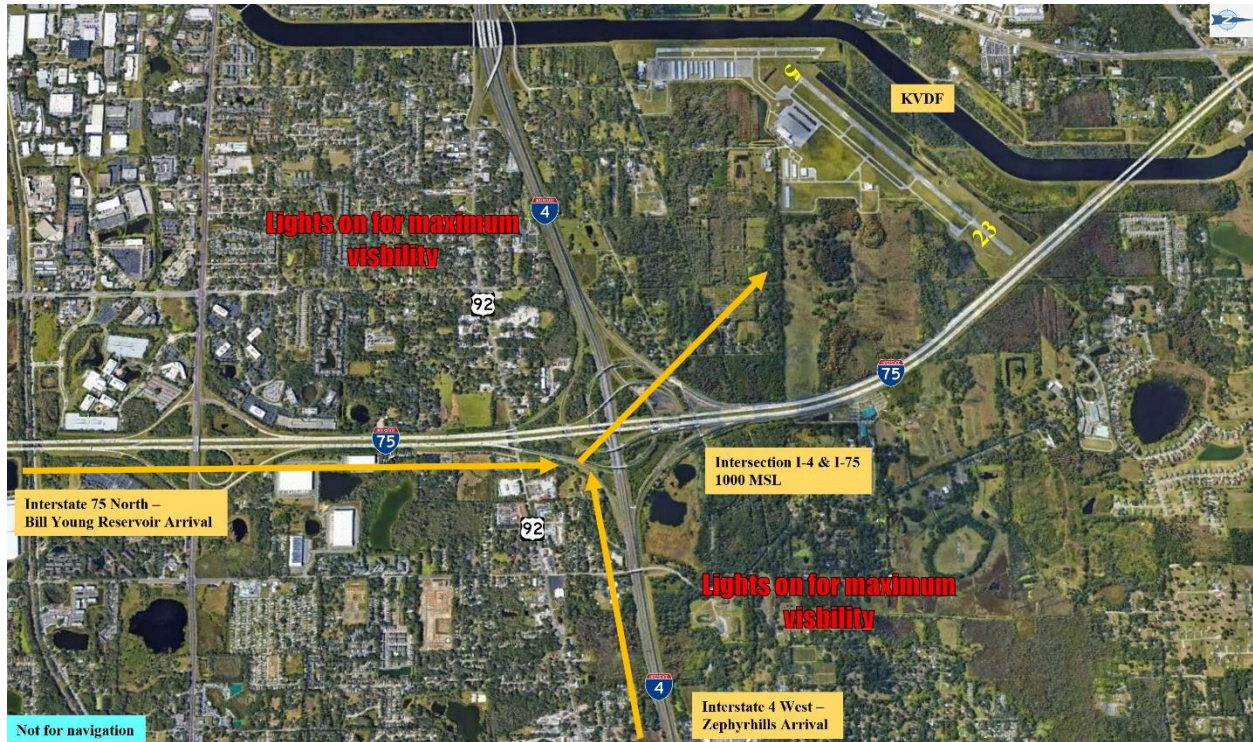 N
5
KVDF
Lights on for maximum
visbility
4
92
23
75
75
Intersection I-4 & I-75
1000 MSL
Interstate 75 North –
Bill Young Reservoir Arrival
92
Lights on for maximum
visbility
4
Interstate 4 West –
Zephyrhills Arrival
Not for navigation